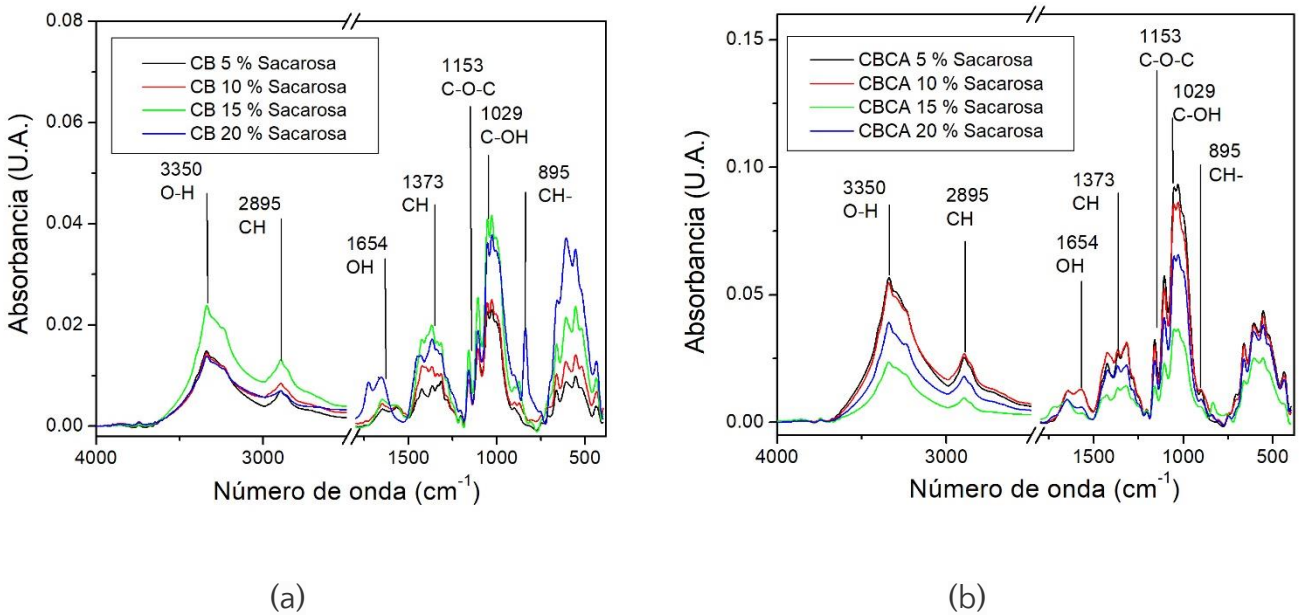 0.08
0.06
0.04
0.02
0.00
Absorbancia (U.A.)
CB 5 % Sacarosa
CB 10 % Sacarosa
CB 15 % Sacarosa
CB 20 % Sacarosa
3350
O-H
2895
CH
1654
OH
1373
CH
1153
C-O-C
1029
C-OH
895
CH-
4000 3000 1500 1000 500
Número de onda (cm-1)
(a)
0.15
0.10
0.05
0.00
Absorbancia (U.A.)
CBCA 5 % Sacarosa
CBCA 10 % Sacarosa
CBCA 15 % Sacarosa
CBCA 20 % Sacarosa
3350
O-H
2895
CH
1654
OH
1373
CH
1153
C-O-C
1029
C-OH
895
CH-
4000 3000 1500 1000 500
Número de onda (cm-1)
(b)